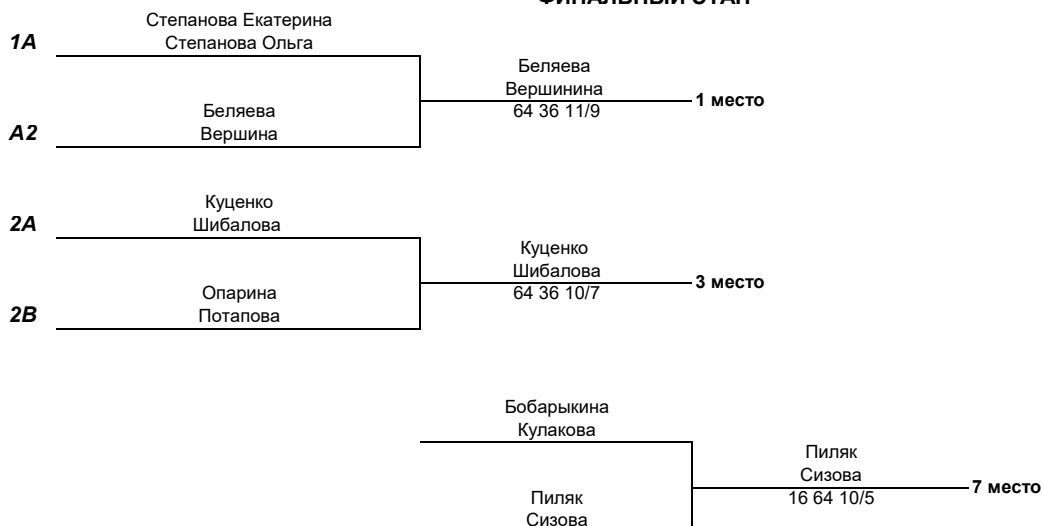 Степанова Екатерина
1А
Степанова Ольга
Беляева
Вершинина
1 место
64 36 11/9
Беляева
А2
Вершина
Куценко
2А
Шибалова
Куценко
Шибалова
3 место
64 36 10/7
Опарина
2В
Потапова
Бобарыкина
Кулакова
Пиляк
Сизова
7 место
16 64 10/5
Пиляк
Сизова